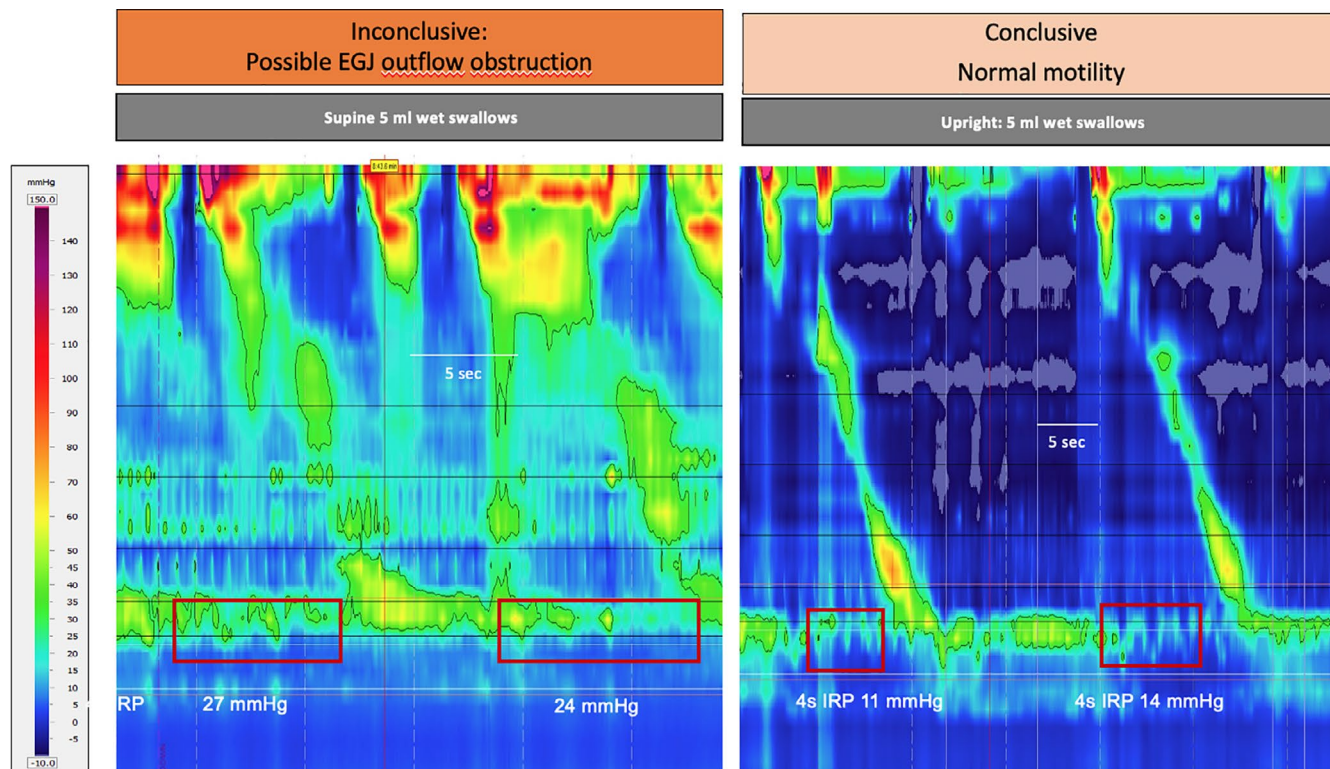 Inconclusive:
Possible EGJ outflow obstruction
Supine 5 ml wet swallows
Conclusive
Normal motility
Upright: 5 ml wet swallows
mmHg
150.0
140
130
120
110
100
90
80
70
60
50
45
40
35
30
25
20
15
10
5
0
-5
-10.0
5 sec
RP
27 mmHg
24 mmHg
5 sec
4s IRP 11 mmHg
4s IRP 14 mmHg